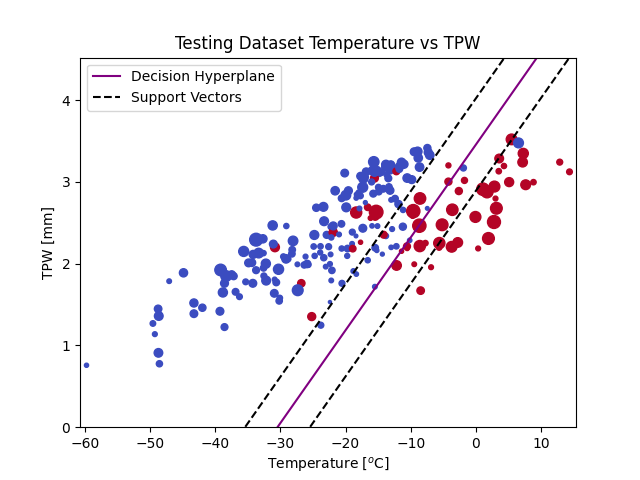 Testing Dataset Temperature vs TPW
Decision Hyperplane
Support Vectors
TPW [mm]
4
3
2
1
0
−60 −50 −40 −30 −20 −10 0 10
Temperature [°C]